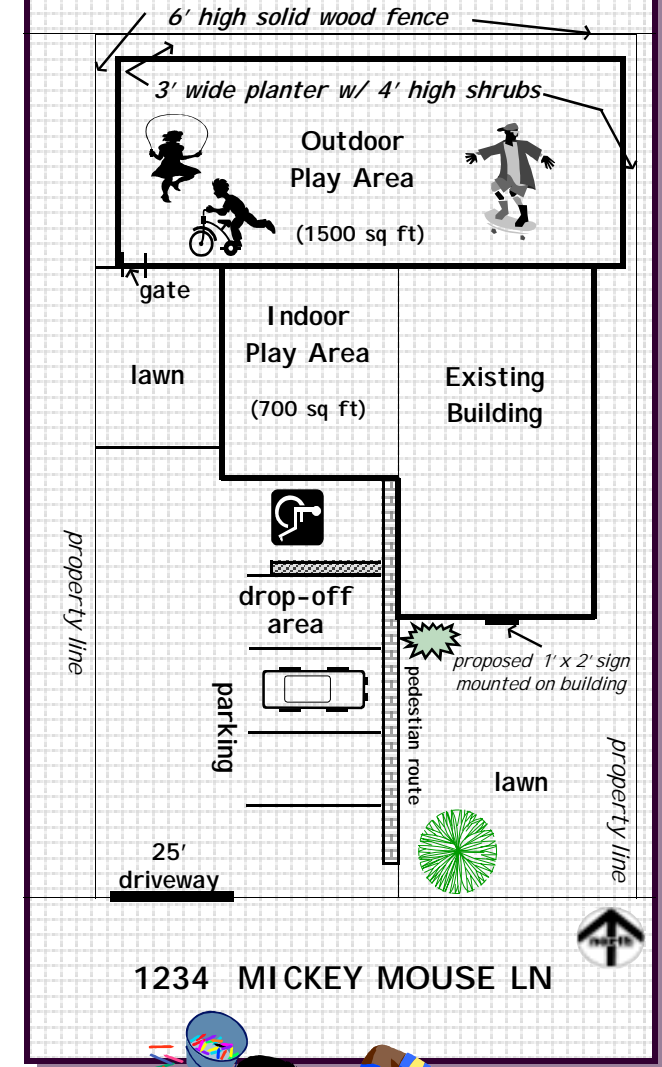 6' high solid wood fence
3' wide planter w/ 4' high shrubs
Outdoor
Play Area
(1500 sq ft)
gate
Indoor
Play Area
(700 sq ft)
lawn
Existing
Building
property line
drop-off
area
proposed 1' x 2' sign
mounted on building
parking
pedestian route
lawn
property line
25'
driveway
north
1234 MICKEY MOUSE LN